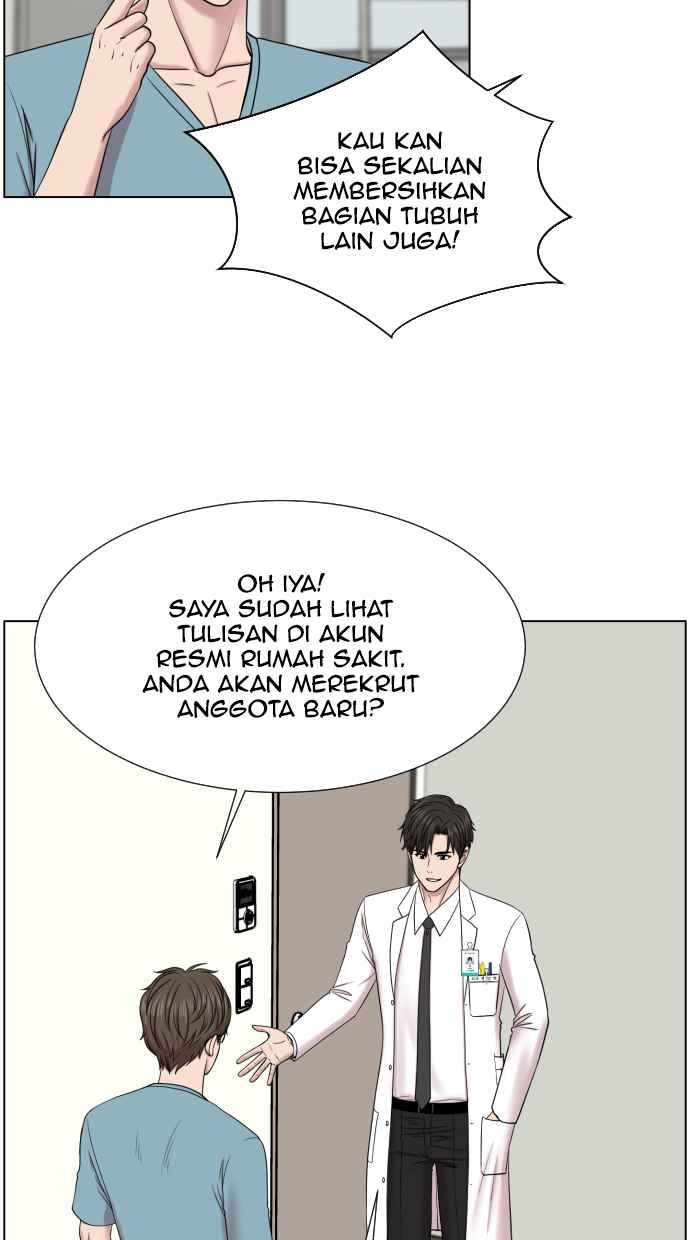 KAU KAN
BISA SEKALIAN
MEMBERSIHKAN
BAGIAN TUBUH
LAIN JUGA!
OH IYA!
SAYA SUDAH LIHAT
TULISAN DI AKUN
RESMI RUMAH SAKIT.
ANDA AKAN MEREKRUT
ANGGOTA BARU?